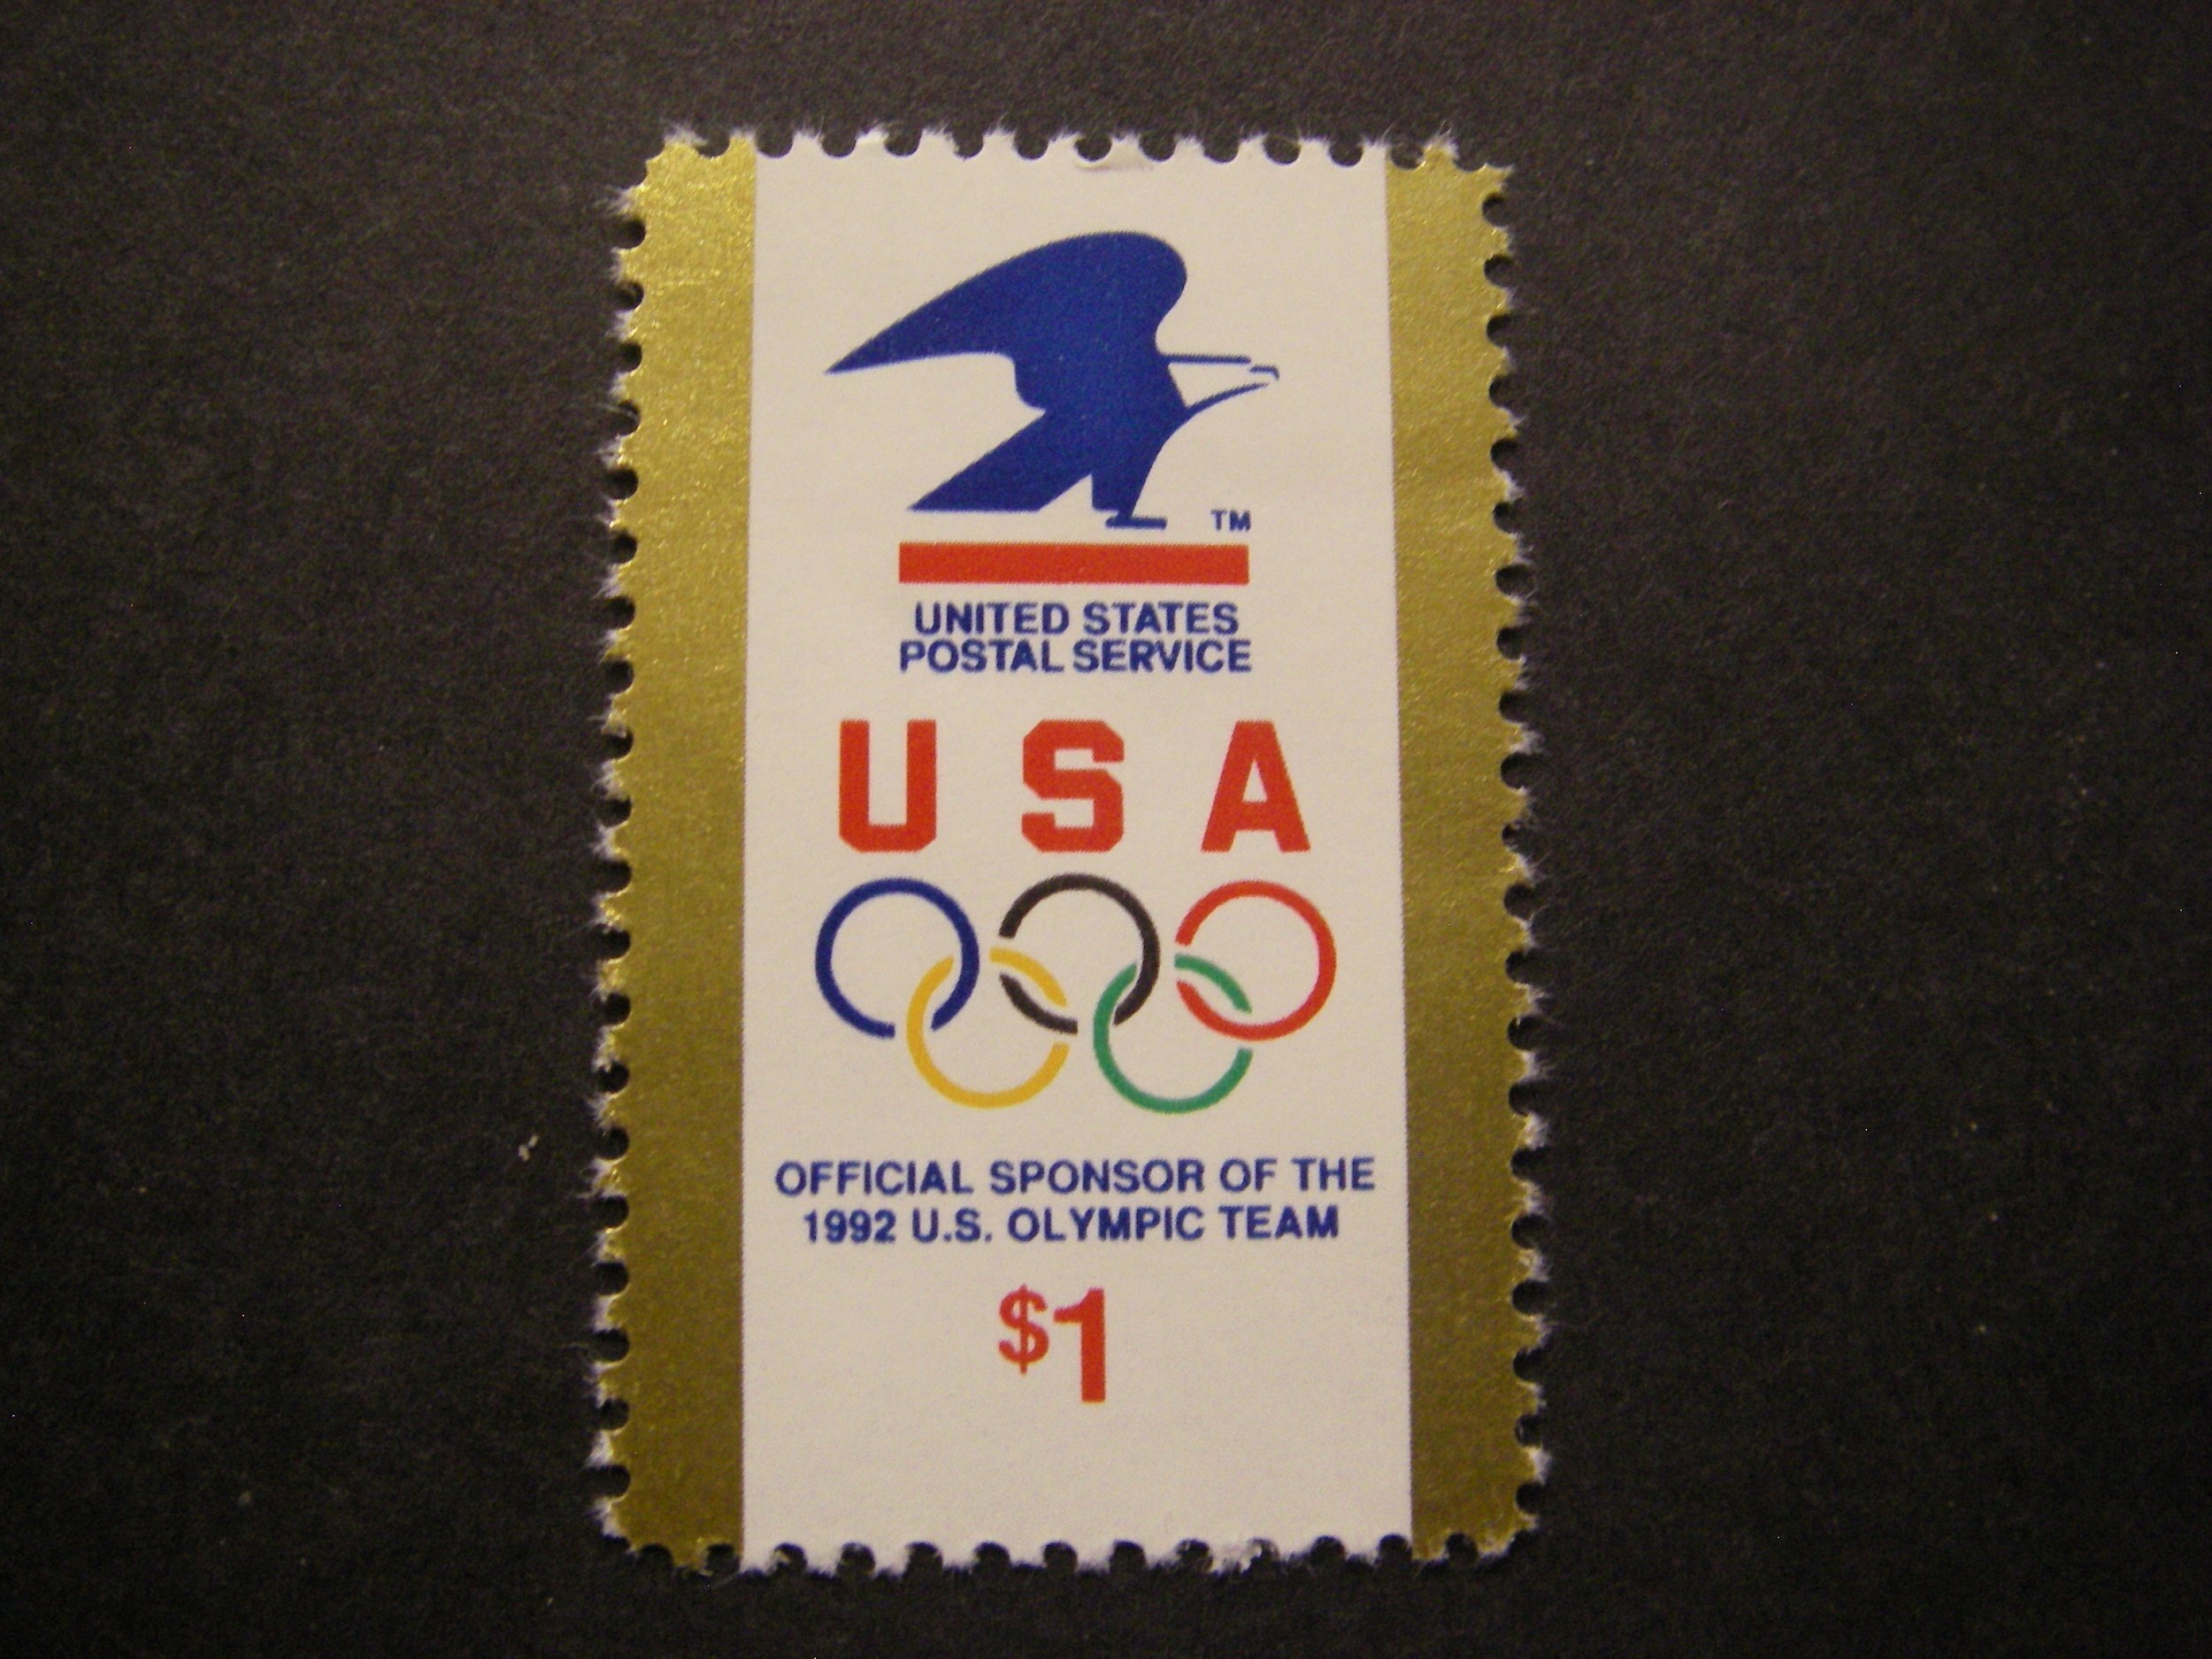 TM
UNITED STATES
POSTAL SERVICE
USA
OFFICIAL SPONSOR OF THE
1992 U.S. OLYMPIC TEAM
$1